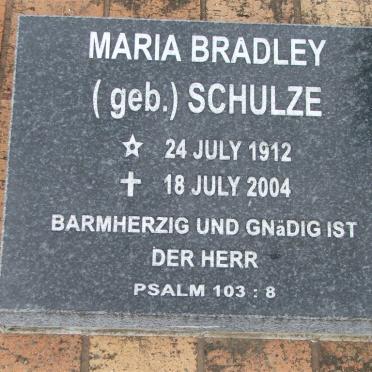 MARIA BRADLEY
( geb.) SCHULZE
☆ 24 JULY 1912
✝ 18 JULY 2004
BARMHERZIG UND GNäDIG IST
DER HERR
PSALM 103 : 8